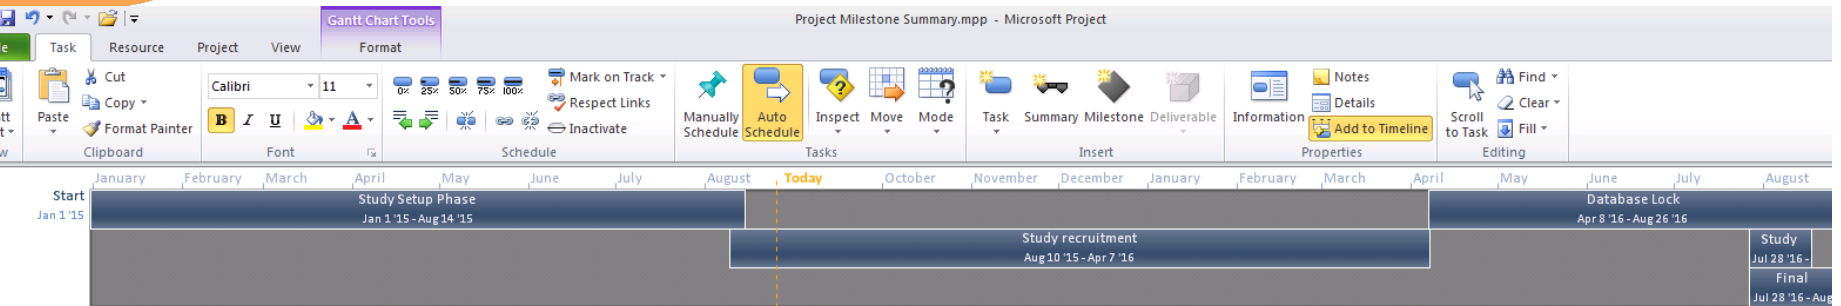 Gantt Chart Tools
Project Milestone Summary.mpp - Microsoft Project
Task Resource Project View Format
Cut
Copy
Format Painter
Paste
Clipboard
Calibri 11
B I U A
Font
0% 25% 50% 75% 100%
Mark on Track
Respect Links
Inactivate
Schedule
Manually Schedule
Auto Schedule
Inspect Move Mode
Tasks
Task Summary Milestone Deliverable
Insert
Information
Notes
Details
Add to Timeline
Properties
Scroll to Task
Find
Clear
Fill
Editing
January February March April May June July August Today October November December January February March April May June July August
Start
Jan 1 '15
Study Setup Phase
Jan 1 '15 - Aug 14 '15
Database Lock
Apr 8 '16 - Aug 26 '16
Study recruitment
Aug 10 '15 - Apr 7 '16
Study
Jul 28 '16 -
Final
Jul 28 '16 - Aug